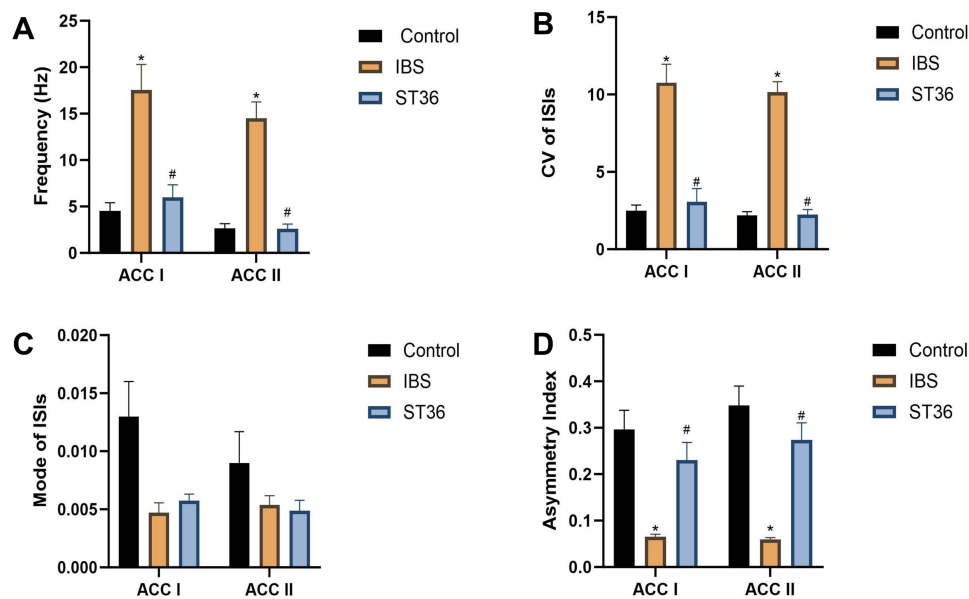 A
Frequency (Hz)
25
20
15
10
5
0
*
#
*
#
ACC I
ACC II
Control
IBS
ST36
B
CV of ISIs
15
10
5
0
*
#
*
#
ACC I
ACC II
Control
IBS
ST36
C
Mode of ISIs
0.020
0.015
0.010
0.005
0.000
ACC I
ACC II
Control
IBS
ST36
D
Asymmetry Index
0.5
0.4
0.3
0.2
0.1
0.0
*
#
*
#
ACC I
ACC II
Control
IBS
ST36